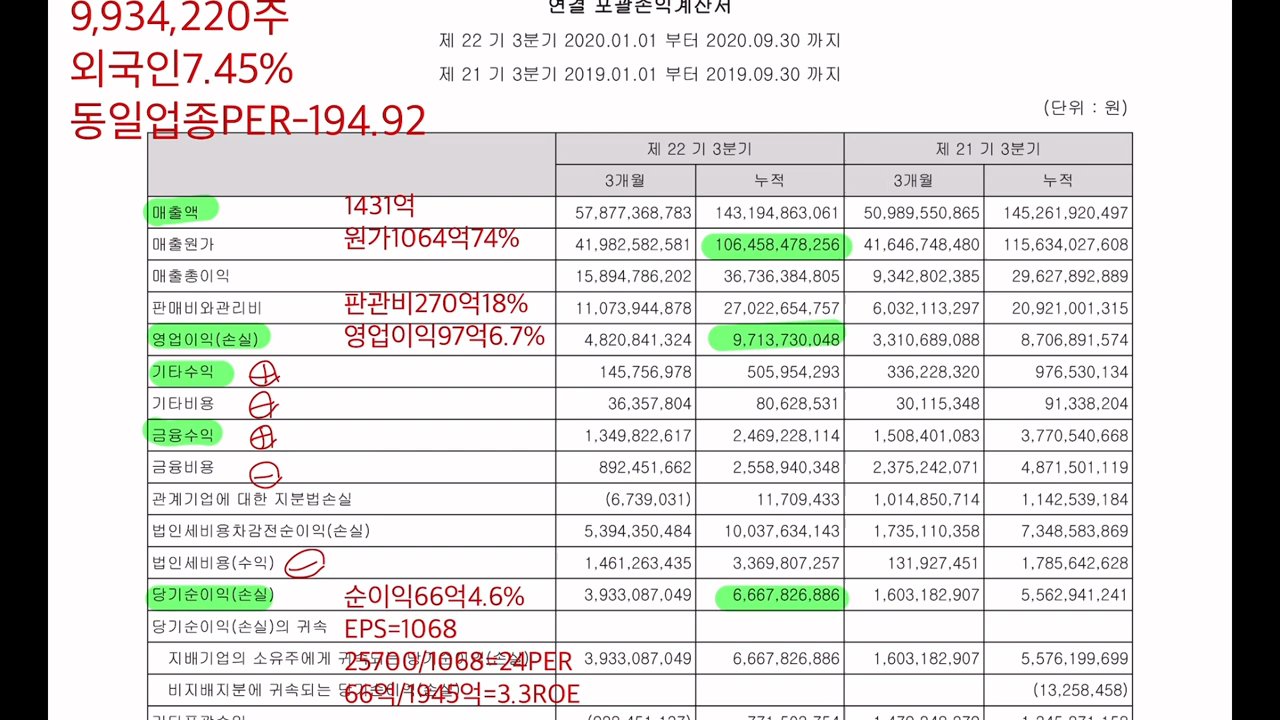 9,934,220주
외국인7.45%
동일업종PER-194.92
연결 포괄손익계산서
제 22 기 3분기 2020.01.01 부터 2020.09.30 까지
제 21 기 3분기 2019.01.01 부터 2019.09.30 까지
(단위 : 원)
제 22 기 3분기 제 21 기 3분기
3개월 누적 3개월 누적
매출액 1431억 57,877,368,783 143,194,863,061 50,989,550,865 145,261,920,497
매출원가 원가1064억74% 41,982,582,581 106,458,478,256 41,646,748,480 115,634,027,608
매출총이익 15,894,786,202 36,736,384,805 9,342,802,385 29,627,892,889
판매비와관리비 판관비270억18% 11,073,944,878 27,022,654,757 6,032,113,297 20,921,001,315
영업이익(손실) 영업이익97억6.7% 4,820,841,324 9,713,730,048 3,310,689,088 8,706,891,574
기타수익 145,756,978 505,954,293 336,228,320 976,530,134
기타비용 36,357,804 80,628,531 30,115,348 91,338,204
금융수익 1,349,822,617 2,469,228,114 1,508,401,083 3,770,540,668
금융비용 892,451,662 2,558,940,348 2,375,242,071 4,871,501,119
관계기업에 대한 지분법손실 (6,739,031) 11,709,433 1,014,850,714 1,142,539,184
법인세비용차감전순이익(손실) 5,394,350,484 10,037,634,143 1,735,110,358 7,348,583,869
법인세비용(수익) 1,461,263,435 3,369,807,257 131,927,451 1,785,642,628
당기순이익(손실) 순이익66억4.6% 3,933,087,049 6,667,826,886 1,603,182,907 5,562,941,241
당기순이익(손실)의 귀속 EPS=1068
지배기업의 소유주에게 25700/1068=24PER 3,933,087,049 6,667,826,886 1,603,182,907 5,576,199,699
비지배지분에 귀속되는 66억/1945억=3.3ROE (13,258,458)